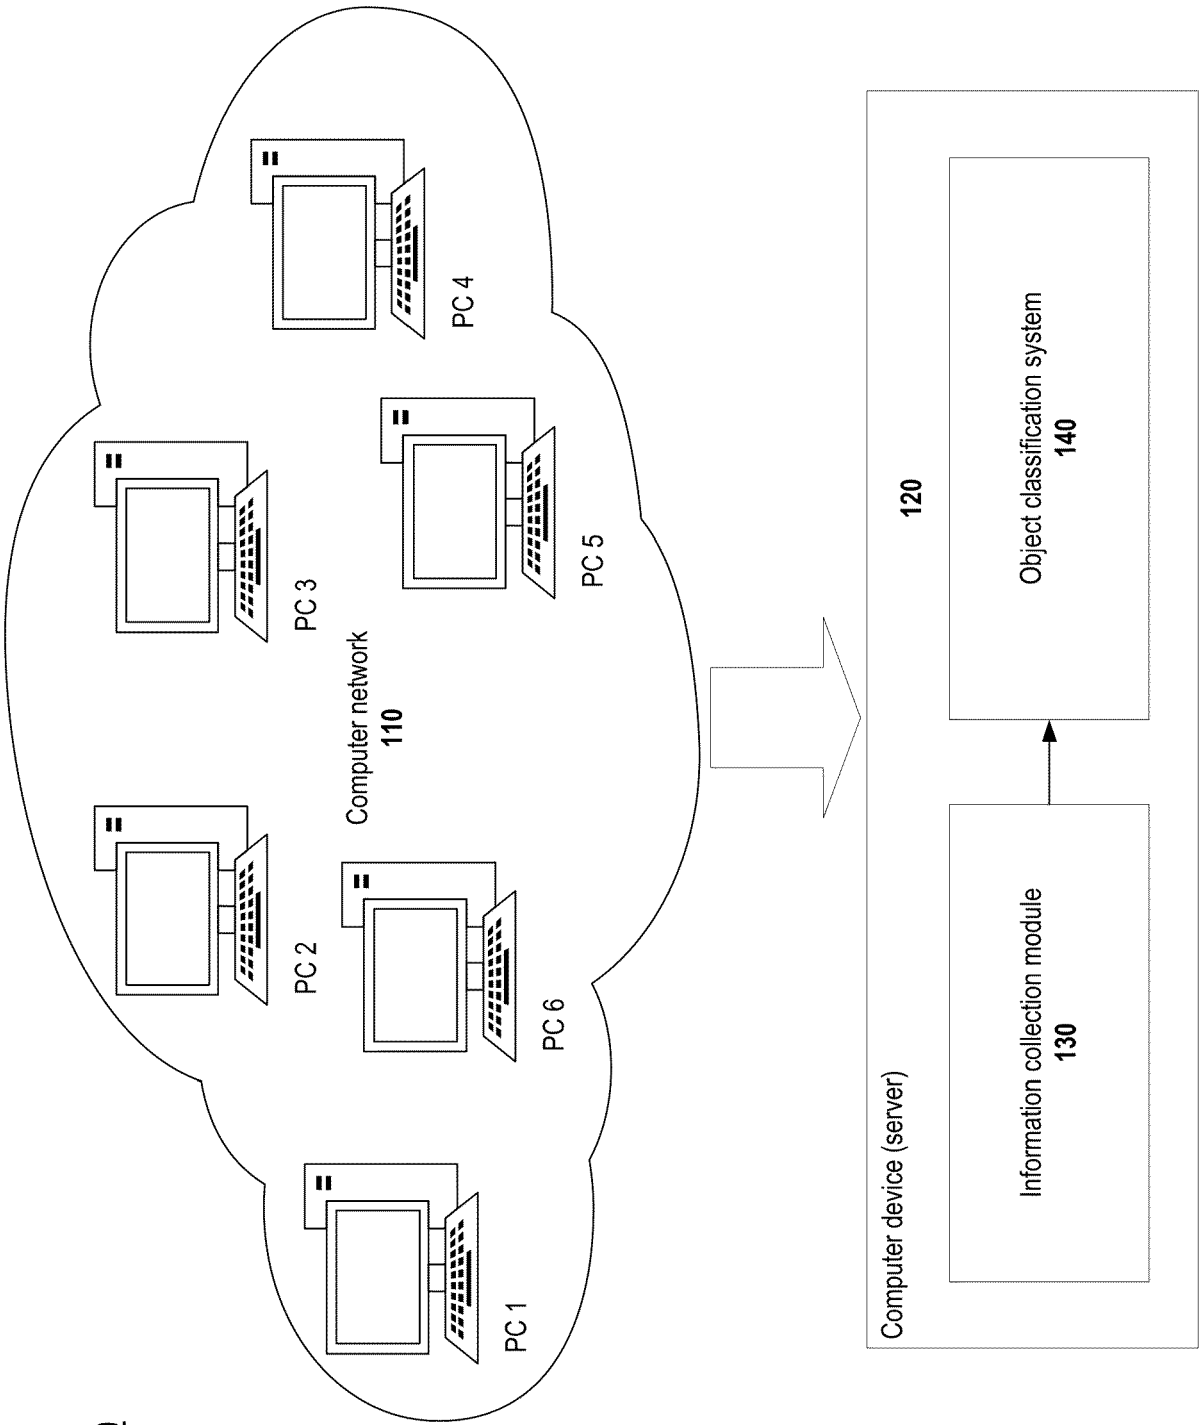 PC 1
PC 2
PC 3
PC 4
PC 5
PC 6
Computer network
110
Computer device (server)
120
Information collection module
130
Object classification system
140